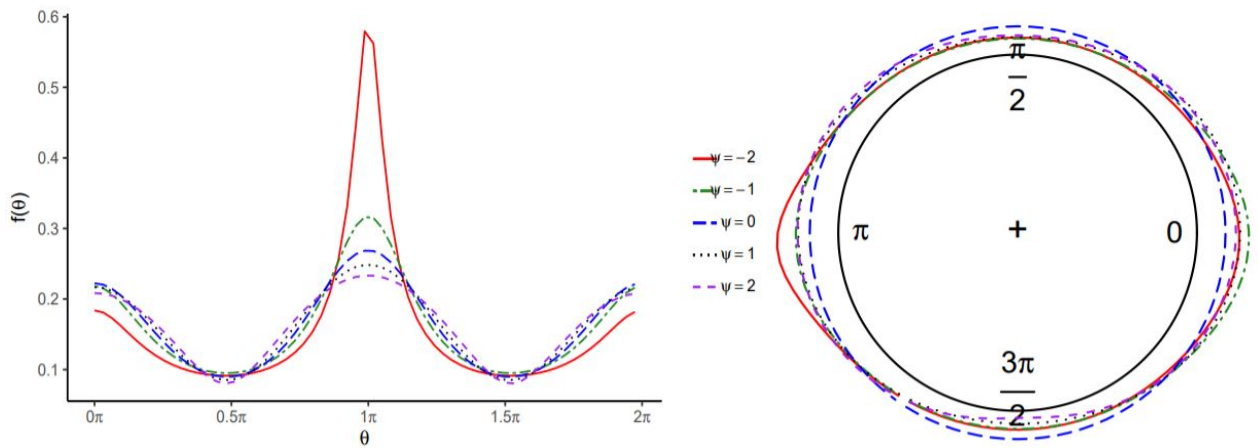 0.6
0.5
0.4
0.3
0.2
0.1
f(θ)
0π
0.5π
1π
1.5π
2π
θ
ψ = −2
ψ = −1
ψ = 0
ψ = 1
ψ = 2
π
2
π
+
0
3π
2